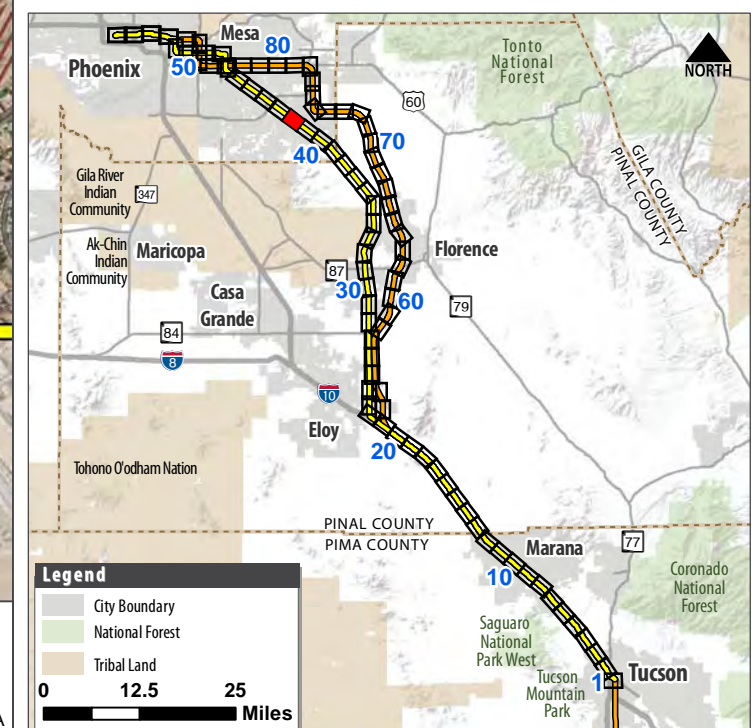 Mesa
80
Phoenix
50
Tonto
National
Forest
NORTH
60
70
40
GILA COUNTY
PINAL COUNTY
Gila River
Indian
Community
347
Ak-Chin
Indian
Community
Maricopa
Florence
87
30
Casa
Grande
60
79
84
8
10
Eloy
20
Tohono O'odham Nation
PINAL COUNTY
PIMA COUNTY
Marana
77
10
Coronado
National
Forest
Saguaro
National
Park West
Tucson
Mountain
Park
1
Tucson
Legend
City Boundary
National Forest
Tribal Land
0 12.5 25
Miles
A